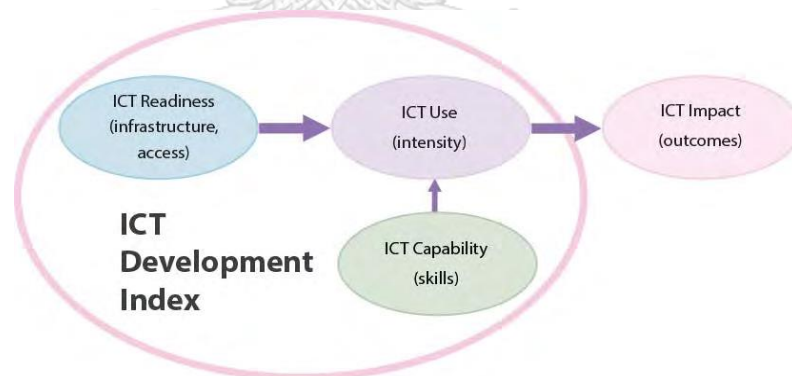 ICT Readiness
(infrastructure,
access)
ICT Use
(intensity)
ICT Impact
(outcomes)
ICT Capability
(skills)
ICT
Development
Index